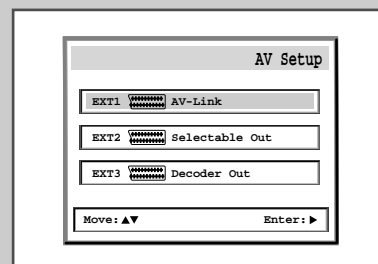 AV Setup
EXT1 AV-Link
EXT2 Selectable Out
EXT3 Decoder Out
Move:▲▼ Enter:▶